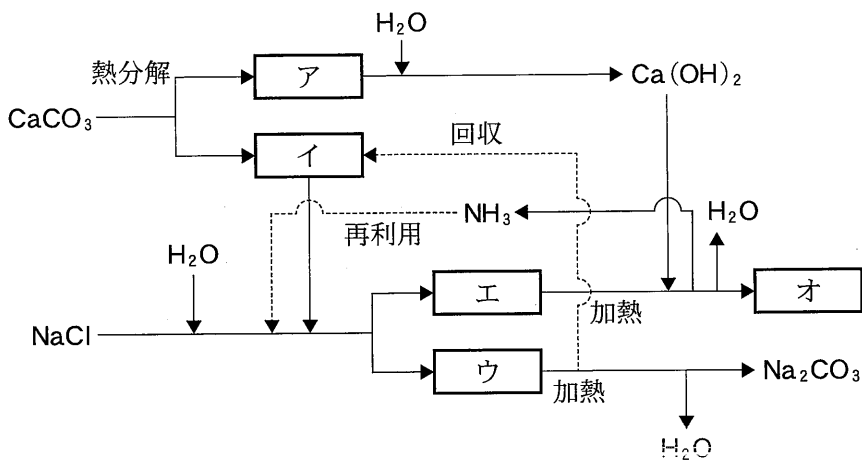 H₂O
熱分解
ア
Ca(OH)₂
CaCO₃
イ
回収
NH₃
H₂O
再利用
H₂O
エ
加熱
オ
NaCl
ウ
加熱
Na₂CO₃
H₂O